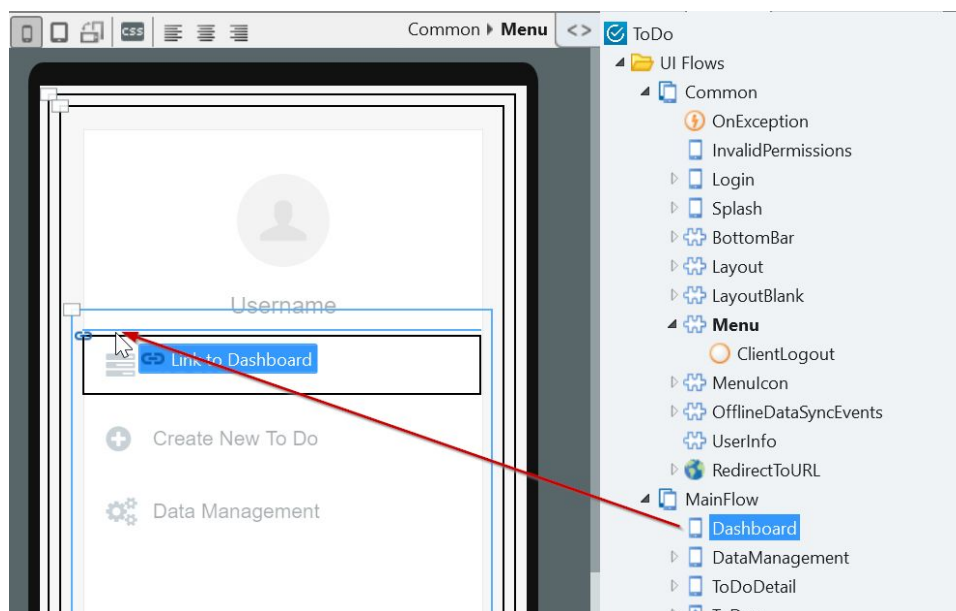 CSS
Common Menu <>
Username
Link to Dashboard
Create New To Do
Data Management
ToDo
UI Flows
Common
OnException
InvalidPermissions
Login
Splash
BottomBar
Layout
LayoutBlank
Menu
ClientLogout
MenuIcon
OfflineDataSyncEvents
UserInfo
RedirectToURL
MainFlow
Dashboard
DataManagement
ToDoDetail